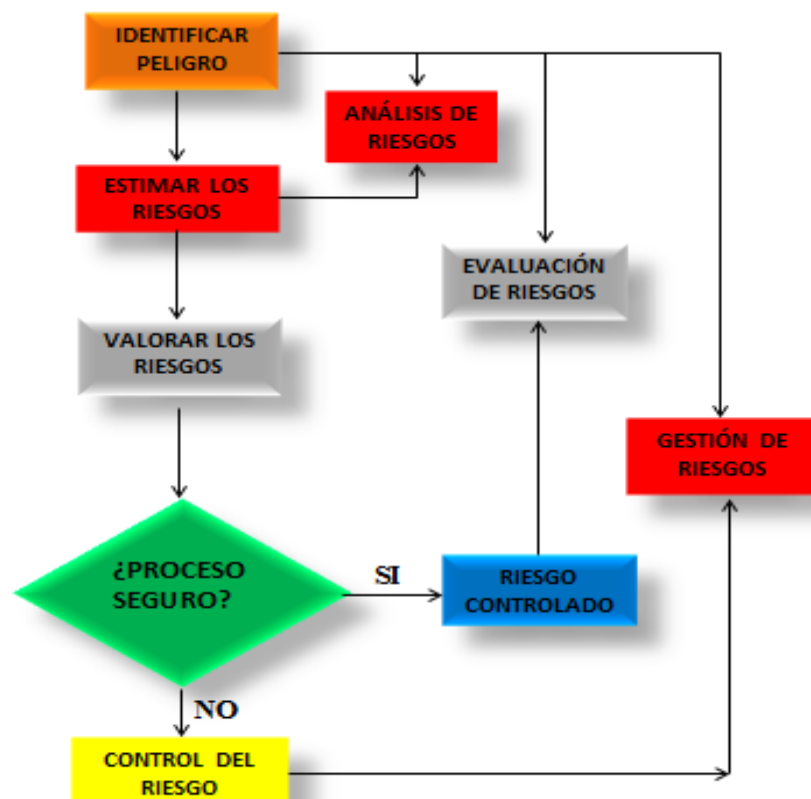 IDENTIFICAR
PELIGRO
ANÁLISIS DE
RIESGOS
ESTIMAR LOS
RIESGOS
EVALUACIÓN
DE RIESGOS
VALORAR LOS
RIESGOS
GESTIÓN DE
RIESGOS
¿PROCESO
SEGURO?
SI
RIESGO
CONTROLADO
NO
CONTROL DEL
RIESGO